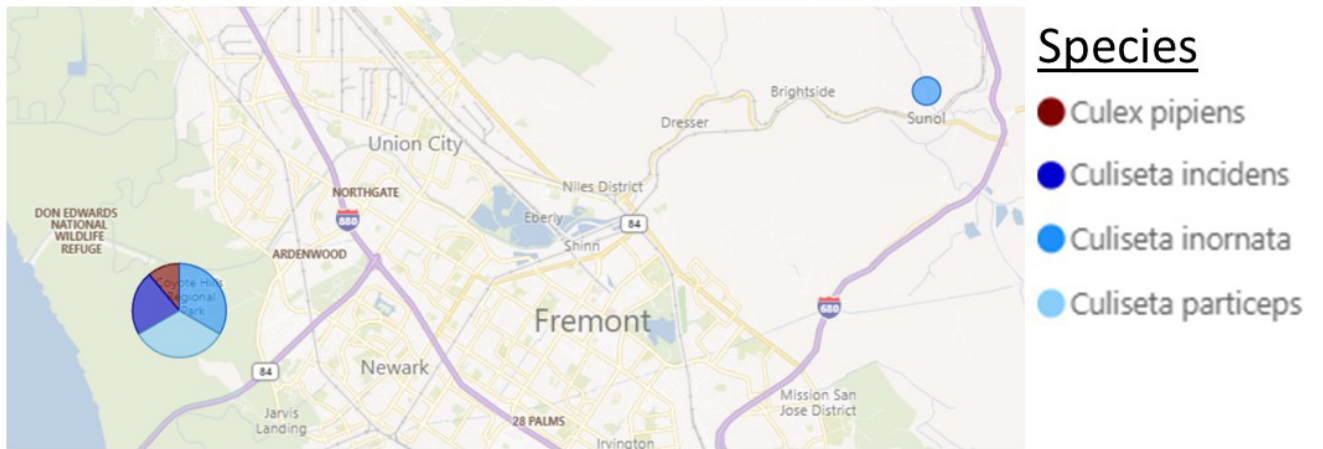 Species
Culex pipiens
Culiseta incidens
Culiseta inornata
Culiseta particeps
Brightside
Sunol
Dresser
Union City
Niles District
NORTHGATE
880
84
DON EDWARDS
NATIONAL
WILDLIFE
REFUGE
Eberly
Shinn
ARDENWOOD
Coyote Hills
Regional
Park
680
Fremont
84
Newark
Mission San
Jose District
Jarvis
Landing
28 PALMS
Irvington